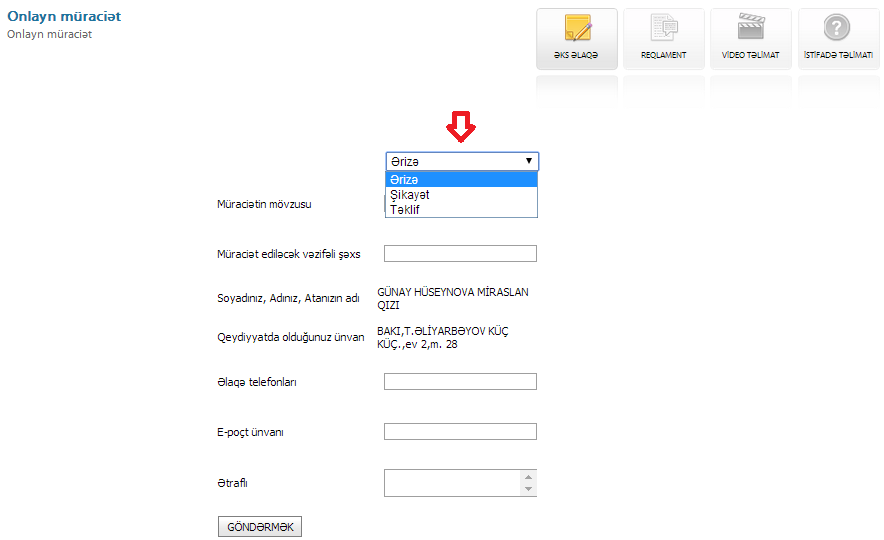 Onlayn müraciət
Onlayn müraciət
ƏKS ƏLAQƏ
REQLAMENT
VİDEO TƏLİMAT
İSTİFADƏ TƏLİMATI
Ərizə
Ərizə
Şikayət
Təklif
Müraciətin mövzusu
Müraciət ediləcək vəzifəli şəxs
Soyadınız, Adınız, Atanızın adı
GÜNAY HÜSEYNOVA MİRASLAN
QIZI
Qeydiyyatda olduğunuz ünvan
BAKI,T.ƏLİYARBƏYOV KÜÇ
KÜÇ.,ev 2,m. 28
Əlaqə telefonları
E-poçt ünvanı
Ətraflı
GÖNDƏRMƏK